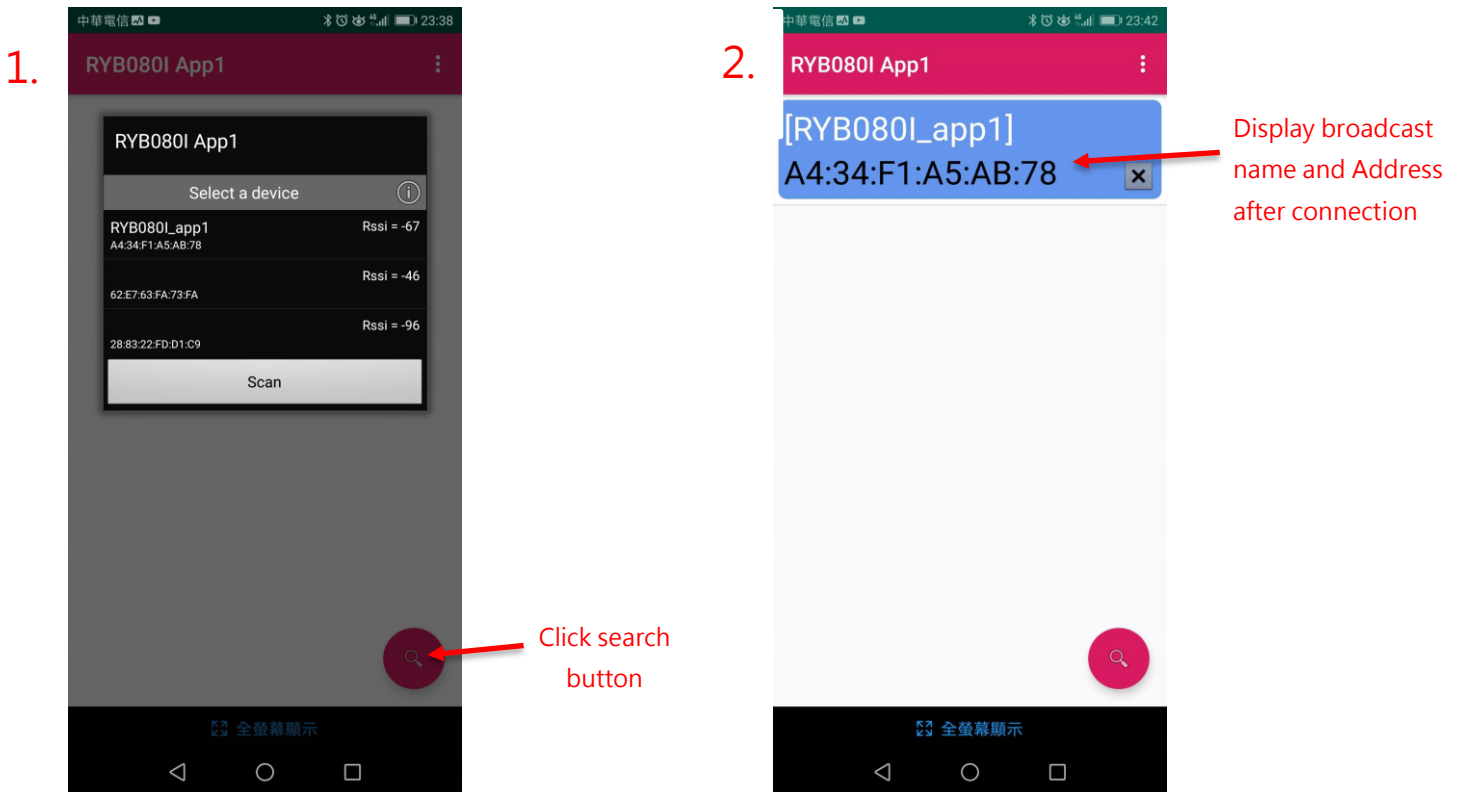 1.
中華電信 23:38
RYB080I App1
RYB080I App1
Select a device
RYB080I_app1 Rssi = -67
A4:34:F1:A5:AB:78
Rssi = -46
62:E7:63:FA:73:FA
Rssi = -96
28:83:22:FD:D1:C9
Scan
Click search
button
全螢幕顯示
2.
中華電信 23:42
RYB080I App1
[RYB080I_app1]
A4:34:F1:A5:AB:78
Display broadcast
name and Address
after connection
全螢幕顯示